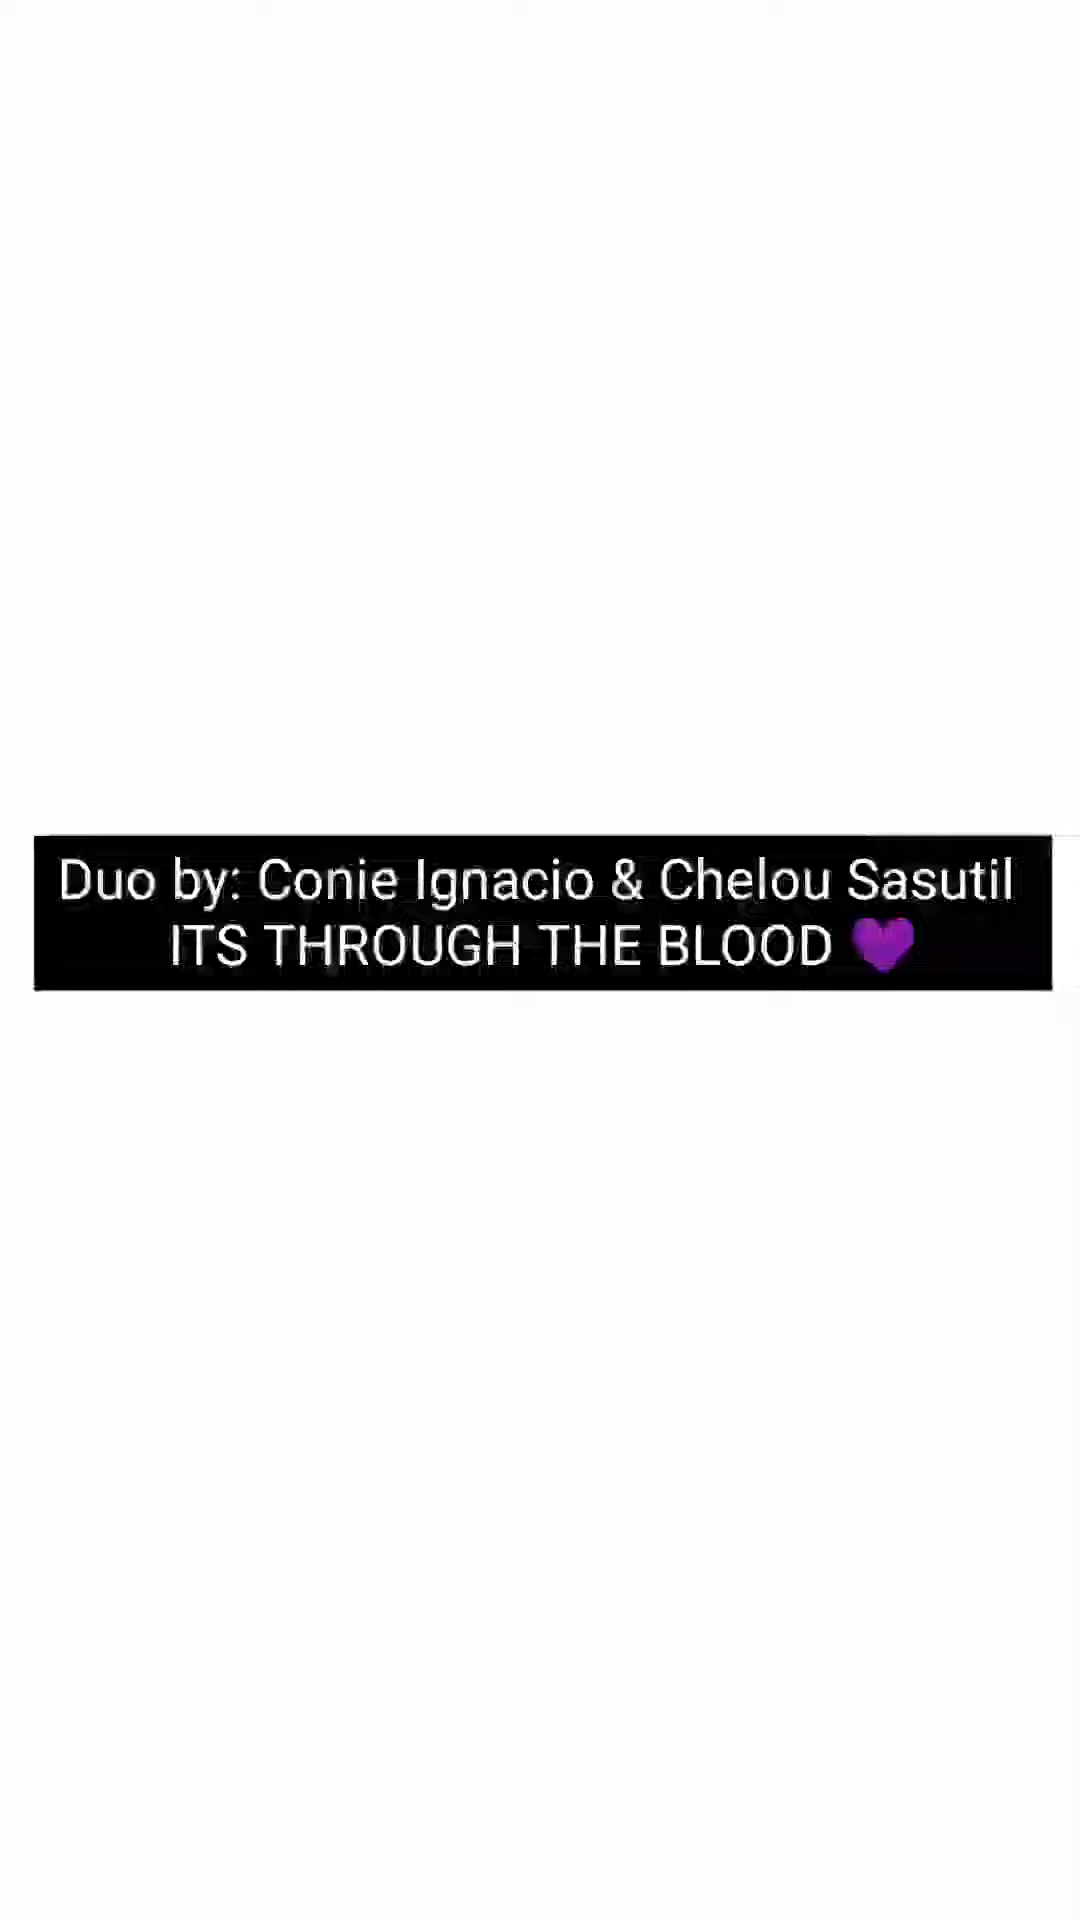 Duo by: Conie Ignacio & Chelou Sasutil
ITS THROUGH THE BLOOD 💜